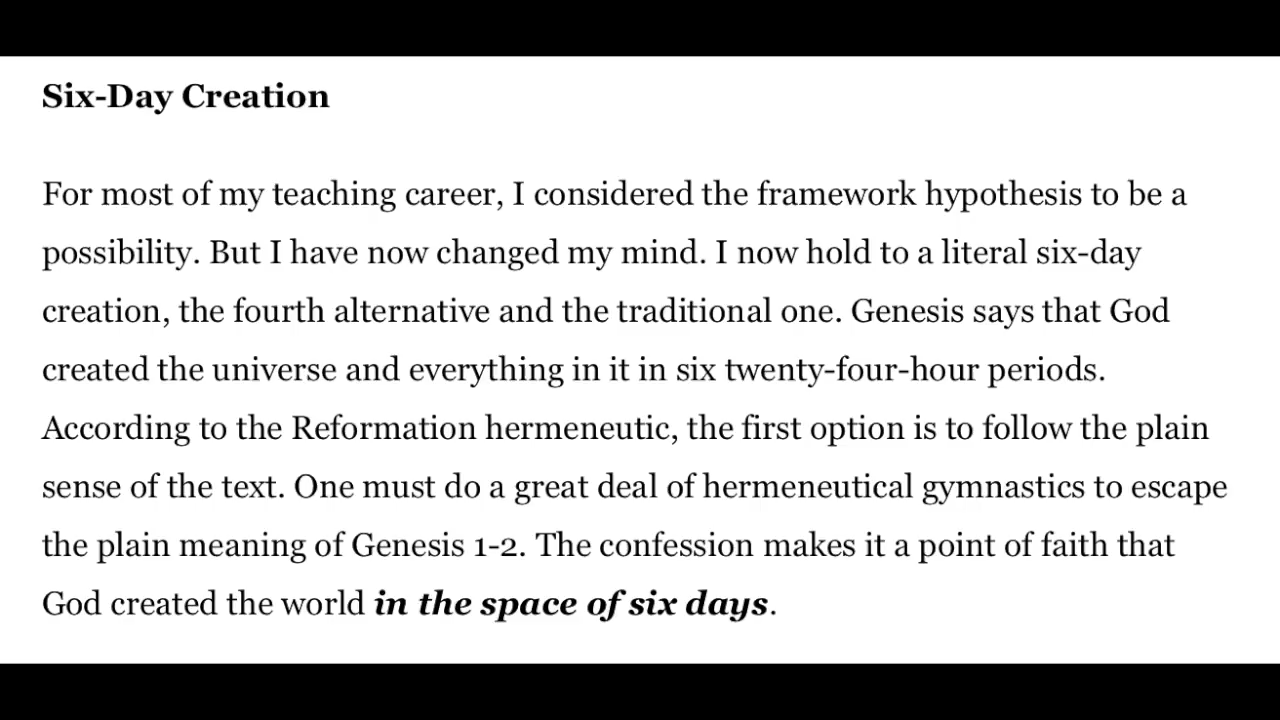 Six-Day Creation
For most of my teaching career, I considered the framework hypothesis to be a
possibility. But I have now changed my mind. I now hold to a literal six-day
creation, the fourth alternative and the traditional one. Genesis says that God
created the universe and everything in it in six twenty-four-hour periods.
According to the Reformation hermeneutic, the first option is to follow the plain
sense of the text. One must do a great deal of hermeneutical gymnastics to escape
the plain meaning of Genesis 1-2. The confession makes it a point of faith that
God created the world in the space of six days.